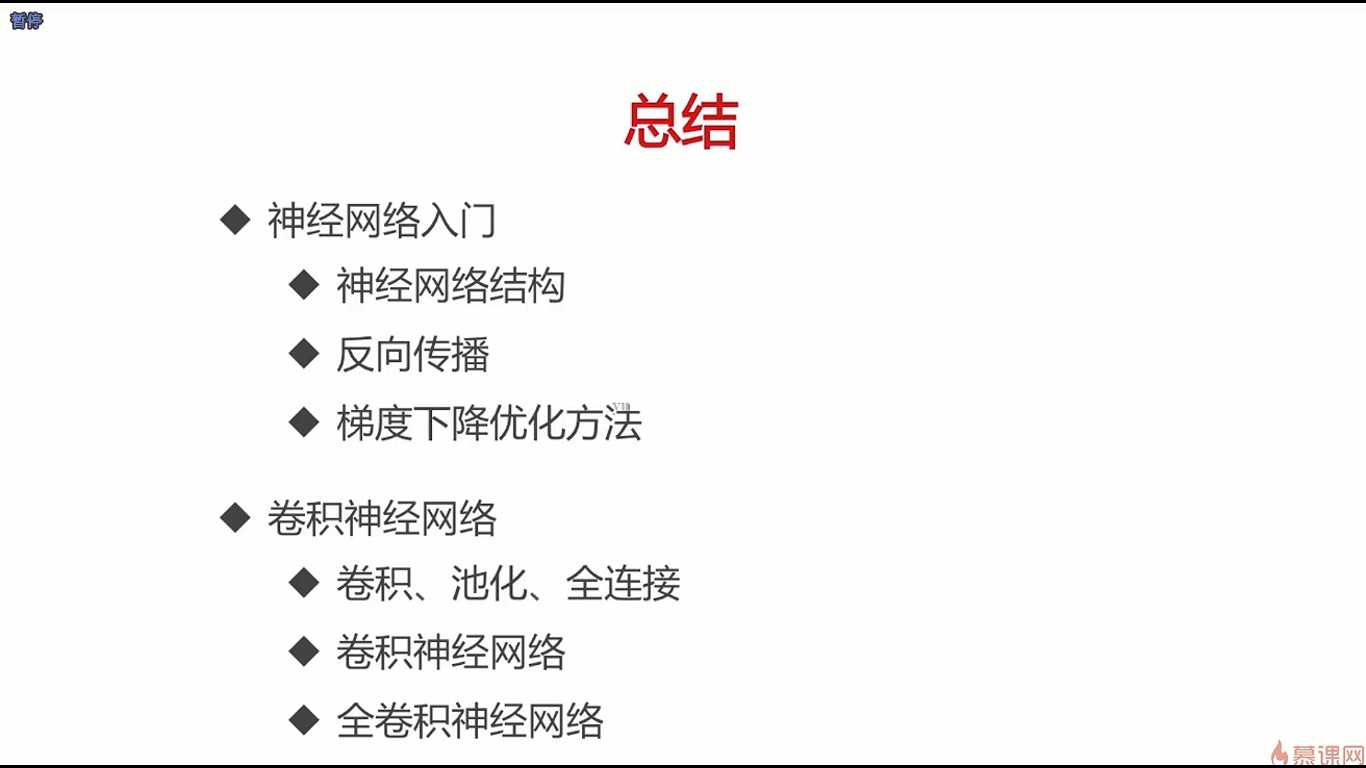 暂停
总结
神经网络入门
神经网络结构
反向传播
梯度下降优化方法
卷积神经网络
卷积、池化、全连接
卷积神经网络
全卷积神经网络
慕课网